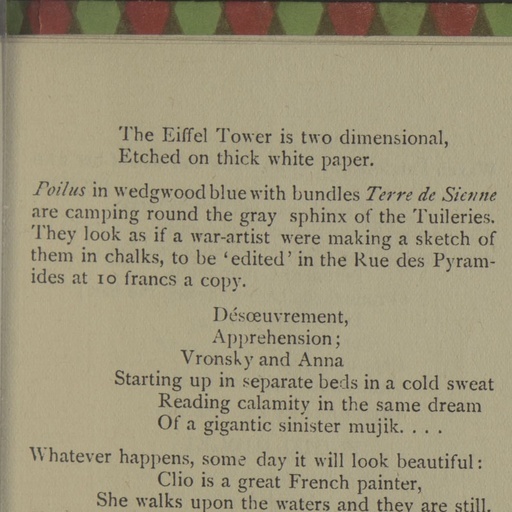 The Eiffel Tower is two dimensional,
Etched on thick white paper.
Poilus in wedgwood blue with bundles Terre de Sienne
are camping round the gray sphinx of the Tuileries.
They look as if a war-artist were making a sketch of
them in chalks, to be ‘edited’ in the Rue des Pyram-
ides at 10 francs a copy.
Désœuvrement,
Apprehension;
Vronsky and Anna
Starting up in separate beds in a cold sweat
Reading calamity in the same dream
Of a gigantic sinister mujik. . . .
Whatever happens, some day it will look beautiful:
Clio is a great French painter,
She walks upon the waters and they are still.